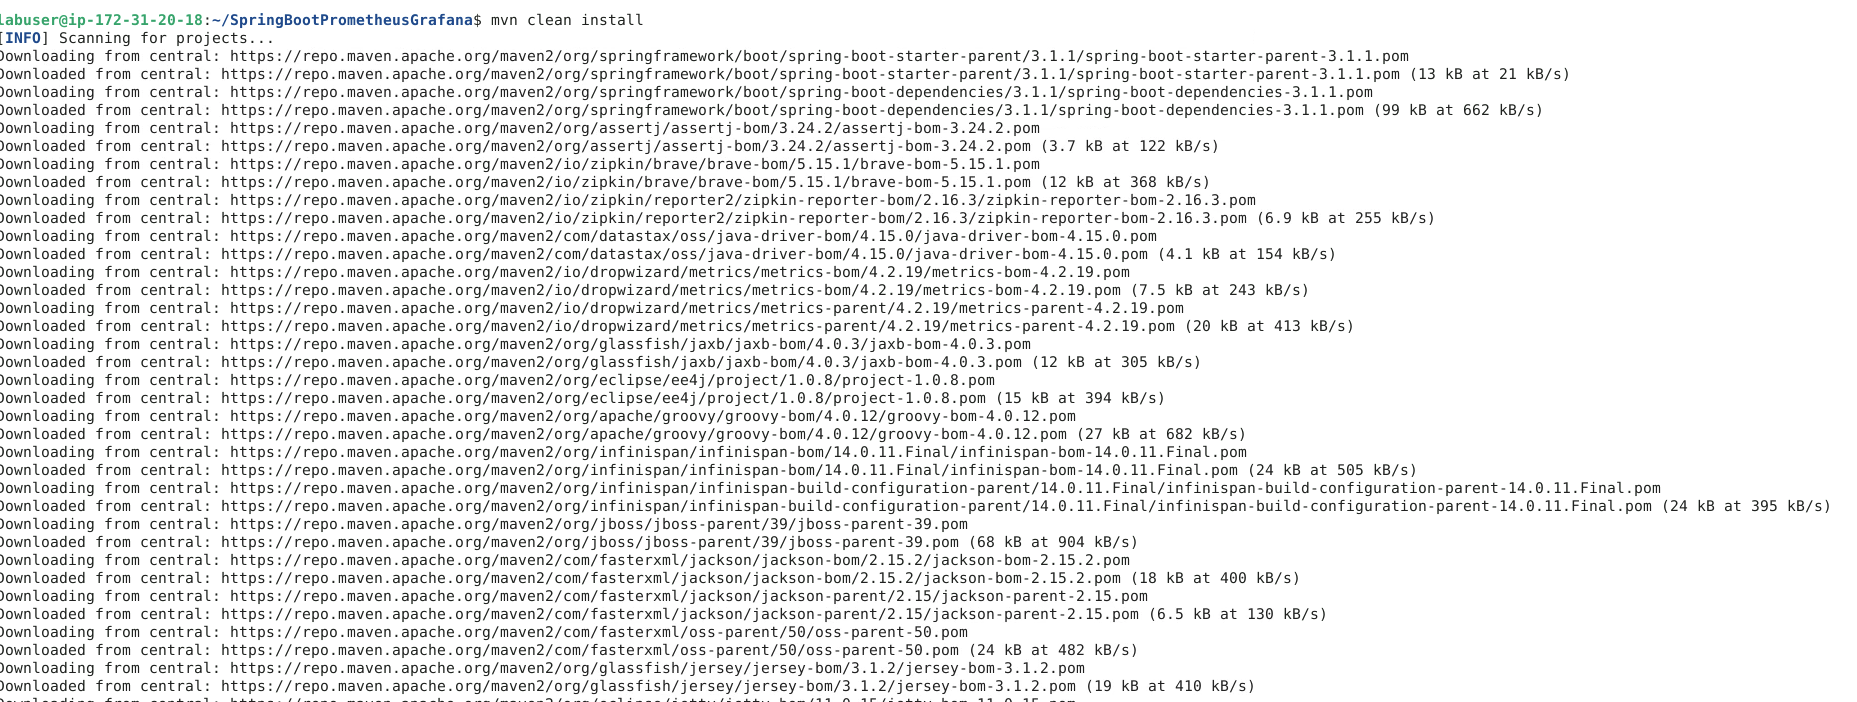 labuser@ip-172-31-20-18:~/SpringBootPrometheusGrafana$ mvn clean install
[INFO] Scanning for projects...
Downloading from central: https://repo.maven.apache.org/maven2/org/springframework/boot/spring-boot-starter-parent/3.1.1/spring-boot-starter-parent-3.1.1.pom
Downloaded from central: https://repo.maven.apache.org/maven2/org/springframework/boot/spring-boot-starter-parent/3.1.1/spring-boot-starter-parent-3.1.1.pom (13 kB at 21 kB/s)
Downloading from central: https://repo.maven.apache.org/maven2/org/springframework/boot/spring-boot-dependencies/3.1.1/spring-boot-dependencies-3.1.1.pom
Downloaded from central: https://repo.maven.apache.org/maven2/org/springframework/boot/spring-boot-dependencies/3.1.1/spring-boot-dependencies-3.1.1.pom (99 kB at 662 kB/s)
Downloading from central: https://repo.maven.apache.org/maven2/org/assertj/assertj-bom/3.24.2/assertj-bom-3.24.2.pom
Downloaded from central: https://repo.maven.apache.org/maven2/org/assertj/assertj-bom/3.24.2/assertj-bom-3.24.2.pom (3.7 kB at 122 kB/s)
Downloading from central: https://repo.maven.apache.org/maven2/io/zipkin/brave/brave-bom/5.15.1/brave-bom-5.15.1.pom
Downloaded from central: https://repo.maven.apache.org/maven2/io/zipkin/brave/brave-bom/5.15.1/brave-bom-5.15.1.pom (12 kB at 368 kB/s)
Downloading from central: https://repo.maven.apache.org/maven2/io/zipkin/reporter2/zipkin-reporter-bom/2.16.3/zipkin-reporter-bom-2.16.3.pom
Downloaded from central: https://repo.maven.apache.org/maven2/io/zipkin/reporter2/zipkin-reporter-bom/2.16.3/zipkin-reporter-bom-2.16.3.pom (6.9 kB at 255 kB/s)
Downloading from central: https://repo.maven.apache.org/maven2/com/datastax/oss/java-driver-bom/4.15.0/java-driver-bom-4.15.0.pom
Downloaded from central: https://repo.maven.apache.org/maven2/com/datastax/oss/java-driver-bom/4.15.0/java-driver-bom-4.15.0.pom (4.1 kB at 154 kB/s)
Downloading from central: https://repo.maven.apache.org/maven2/io/dropwizard/metrics/metrics-bom/4.2.19/metrics-bom-4.2.19.pom
Downloaded from central: https://repo.maven.apache.org/maven2/io/dropwizard/metrics/metrics-bom/4.2.19/metrics-bom-4.2.19.pom (7.5 kB at 243 kB/s)
Downloading from central: https://repo.maven.apache.org/maven2/io/dropwizard/metrics/metrics-parent/4.2.19/metrics-parent-4.2.19.pom
Downloaded from central: https://repo.maven.apache.org/maven2/io/dropwizard/metrics/metrics-parent/4.2.19/metrics-parent-4.2.19.pom (20 kB at 413 kB/s)
Downloading from central: https://repo.maven.apache.org/maven2/org/glassfish/jaxb/jaxb-bom/4.0.3/jaxb-bom-4.0.3.pom
Downloaded from central: https://repo.maven.apache.org/maven2/org/glassfish/jaxb/jaxb-bom/4.0.3/jaxb-bom-4.0.3.pom (12 kB at 305 kB/s)
Downloading from central: https://repo.maven.apache.org/maven2/org/eclipse/ee4j/project/1.0.8/project-1.0.8.pom
Downloaded from central: https://repo.maven.apache.org/maven2/org/eclipse/ee4j/project/1.0.8/project-1.0.8.pom (15 kB at 394 kB/s)
Downloading from central: https://repo.maven.apache.org/maven2/org/apache/groovy/groovy-bom/4.0.12/groovy-bom-4.0.12.pom
Downloaded from central: https://repo.maven.apache.org/maven2/org/apache/groovy/groovy-bom/4.0.12/groovy-bom-4.0.12.pom (27 kB at 682 kB/s)
Downloading from central: https://repo.maven.apache.org/maven2/org/infinispan/infinispan-bom/14.0.11.Final/infinispan-bom-14.0.11.Final.pom
Downloaded from central: https://repo.maven.apache.org/maven2/org/infinispan/infinispan-bom/14.0.11.Final/infinispan-bom-14.0.11.Final.pom (24 kB at 505 kB/s)
Downloading from central: https://repo.maven.apache.org/maven2/org/infinispan/infinispan-build-configuration-parent/14.0.11.Final/infinispan-build-configuration-parent-14.0.11.Final.pom
Downloaded from central: https://repo.maven.apache.org/maven2/org/infinispan/infinispan-build-configuration-parent/14.0.11.Final/infinispan-build-configuration-parent-14.0.11.Final.pom (24 kB at 395 kB/s)
Downloading from central: https://repo.maven.apache.org/maven2/org/jboss/jboss-parent/39/jboss-parent-39.pom
Downloaded from central: https://repo.maven.apache.org/maven2/org/jboss/jboss-parent/39/jboss-parent-39.pom (68 kB at 904 kB/s)
Downloading from central: https://repo.maven.apache.org/maven2/com/fasterxml/jackson/jackson-bom/2.15.2/jackson-bom-2.15.2.pom
Downloaded from central: https://repo.maven.apache.org/maven2/com/fasterxml/jackson/jackson-bom/2.15.2/jackson-bom-2.15.2.pom (18 kB at 400 kB/s)
Downloading from central: https://repo.maven.apache.org/maven2/com/fasterxml/jackson/jackson-parent/2.15/jackson-parent-2.15.pom
Downloaded from central: https://repo.maven.apache.org/maven2/com/fasterxml/jackson/jackson-parent/2.15/jackson-parent-2.15.pom (6.5 kB at 130 kB/s)
Downloading from central: https://repo.maven.apache.org/maven2/com/fasterxml/oss-parent/50/oss-parent-50.pom
Downloaded from central: https://repo.maven.apache.org/maven2/com/fasterxml/oss-parent/50/oss-parent-50.pom (24 kB at 482 kB/s)
Downloading from central: https://repo.maven.apache.org/maven2/org/glassfish/jersey/jersey-bom/3.1.2/jersey-bom-3.1.2.pom
Downloaded from central: https://repo.maven.apache.org/maven2/org/glassfish/jersey/jersey-bom/3.1.2/jersey-bom-3.1.2.pom (19 kB at 410 kB/s)